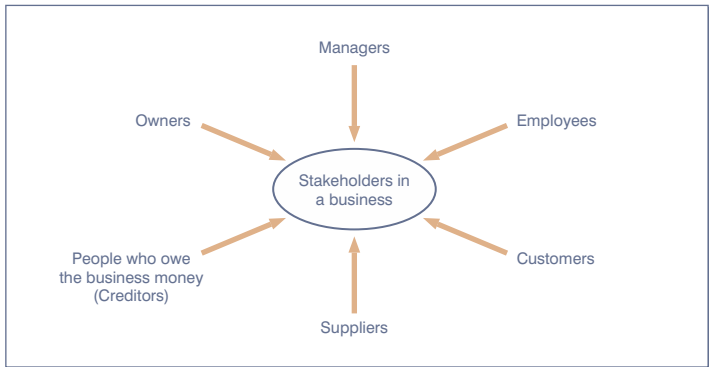 Managers
Owners
Employees
Stakeholders in
a business
People who owe
the business money
(Creditors)
Customers
Suppliers